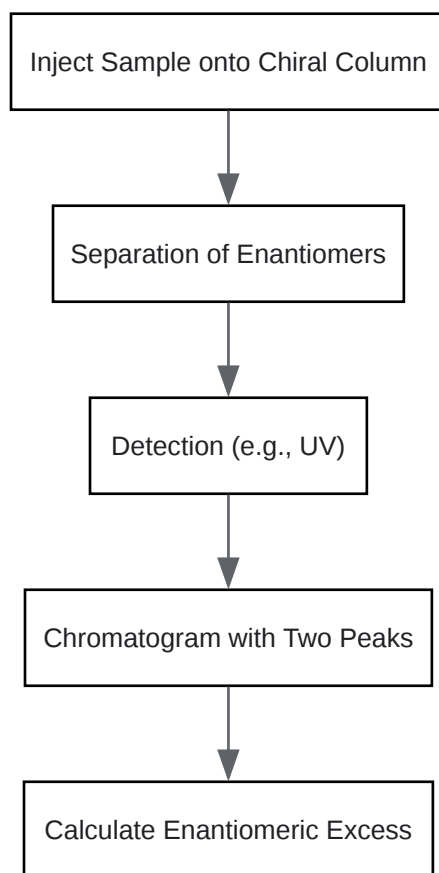 Inject Sample onto Chiral Column
Separation of Enantiomers
Detection (e.g., UV)
Chromatogram with Two Peaks
Calculate Enantiomeric Excess